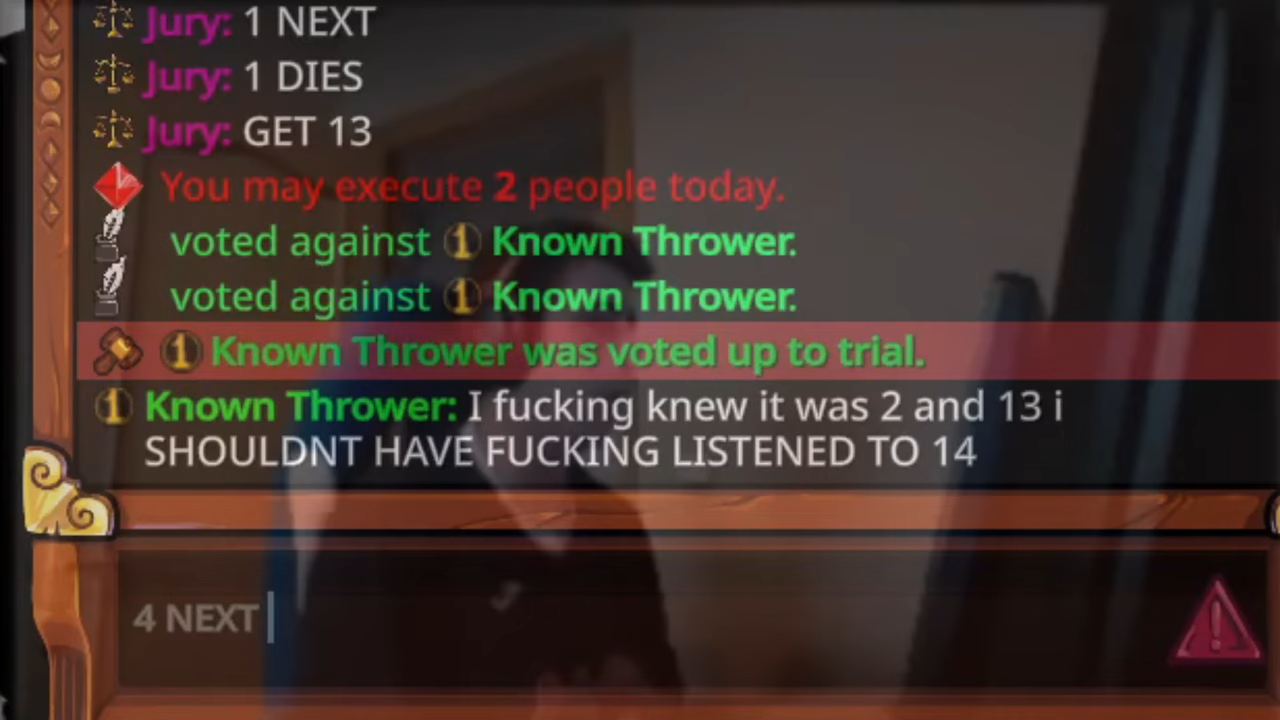 Jury: 1 NEXT
Jury: 1 DIES
Jury: GET 13
You may execute 2 people today.
voted against 1 Known Thrower.
voted against 1 Known Thrower.
1 Known Thrower was voted up to trial.
1 Known Thrower: I fucking knew it was 2 and 13 i
SHOULDNT HAVE FUCKING LISTENED TO 14
4 NEXT